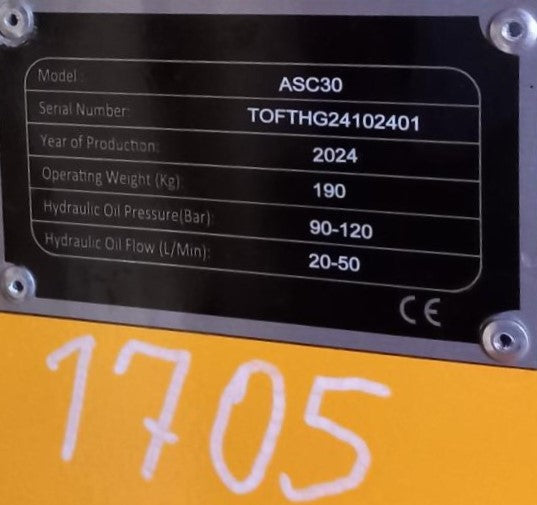 Model: ASC30
Serial Number: TOFTHG24102401
Year of Production: 2024
Operating Weight (Kg): 190
Hydraulic Oil Pressure(Bar): 90-120
Hydraulic Oil Flow (L/Min): 20-50
CE
1705